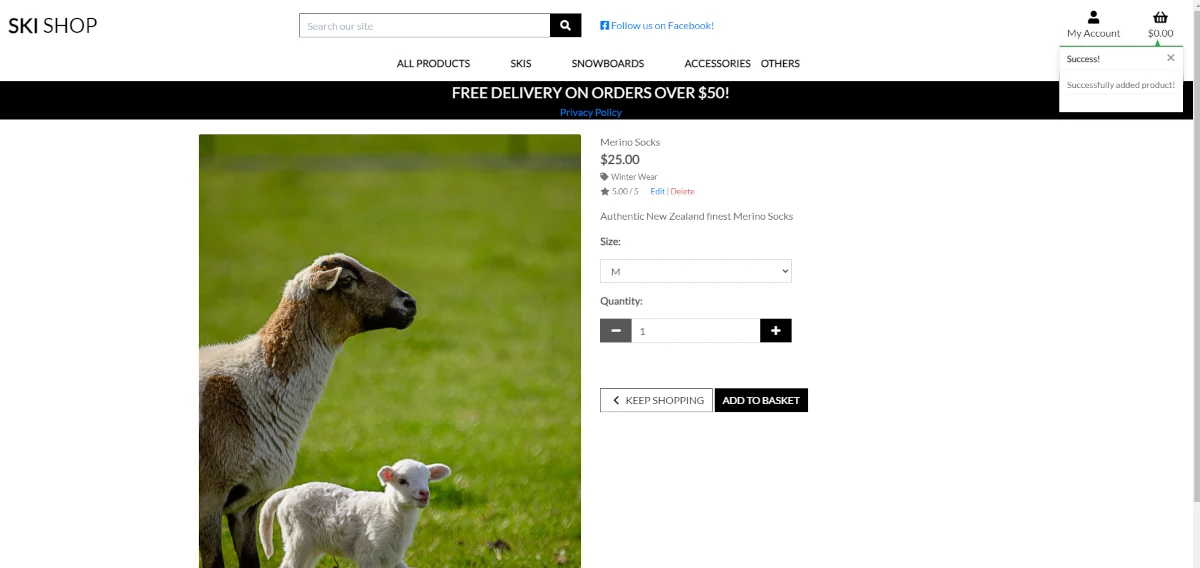 SKI SHOP
Search our site
Follow us on Facebook!
My Account
$0.00
ALL PRODUCTS SKIS SNOWBOARDS ACCESSORIES OTHERS
Success! ×
Successfully added product!
FREE DELIVERY ON ORDERS OVER $50!
Privacy Policy
Merino Socks
$25.00
Winter Wear
5.00 / 5 Edit | Delete
Authentic New Zealand finest Merino Socks
Size:
M
Quantity:
1
KEEP SHOPPING ADD TO BASKET